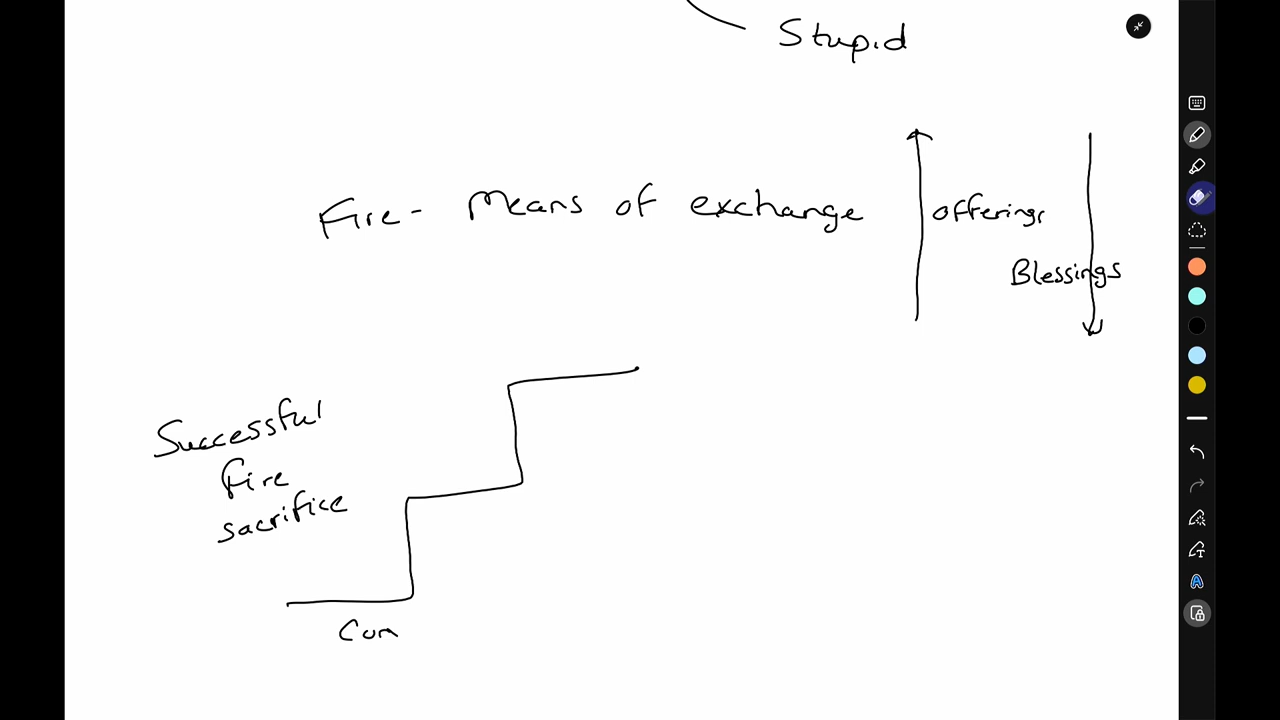 Stupid
Fire - Means of exchange
offerings
Blessings
Successful
fire
sacrifice
Con